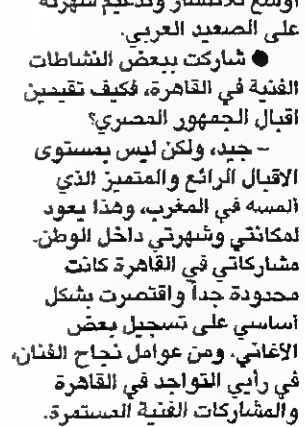 أوسع للانتشار وتدعيم شهرته
على الصعيد العربي.
● شاركت ببعض النشاطات
الفنية في القاهرة، فكيف تقيمين
اقبال الجمهور المصري؟
- جيد، ولكن ليس بمستوى
الاقبال الرائع والمتميز الذي
المسه في المغرب، وهذا يعود
لمكانتي وشهرتي داخل الوطن.
مشاركاتي في القاهرة كانت
محدودة جداً واقتصرت بشكل
أساسي على تسجيل بعض
الأغاني. ومن عوامل نجاح الفنان،
في رأيي التواجد في القاهرة
والمشاركات الفنية المستمرة.